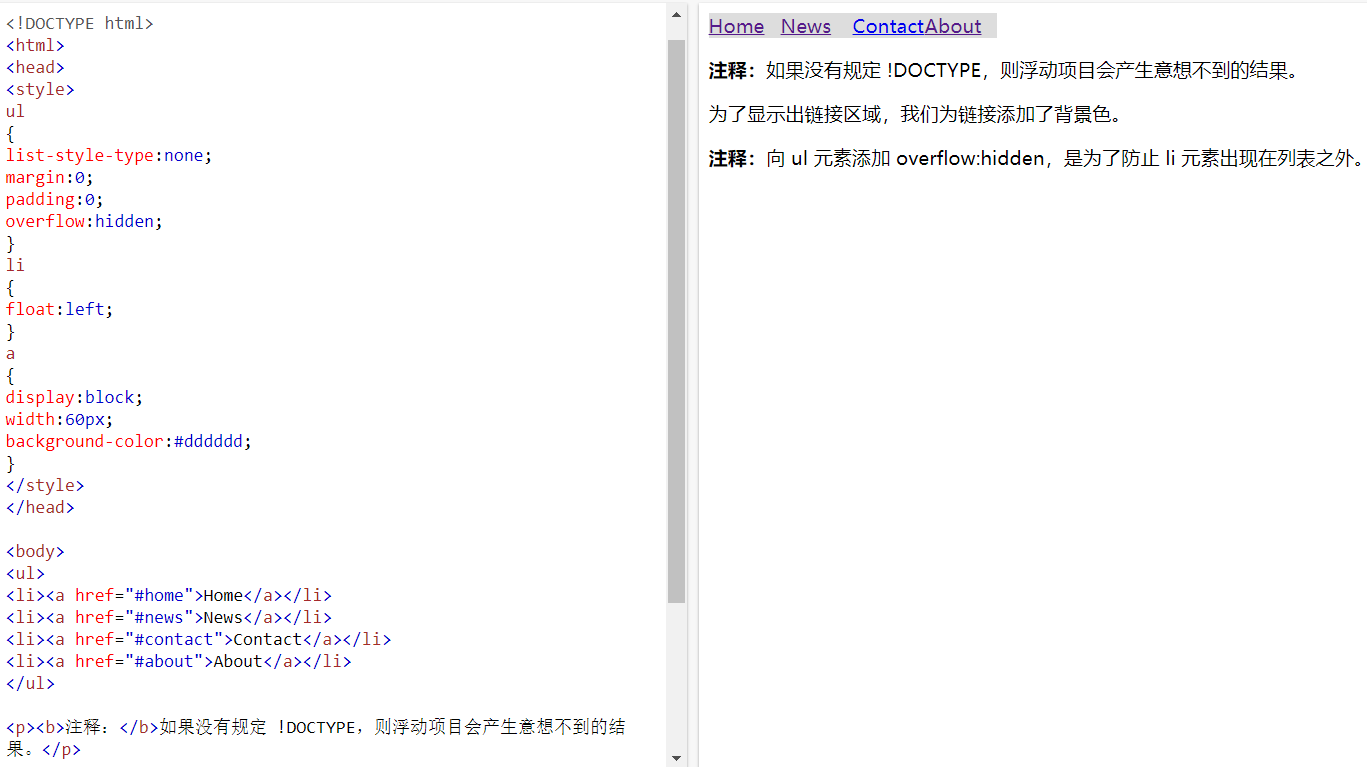 <!DOCTYPE html>
<html>
<head>
<style>
ul
{
list-style-type:none;
margin:0;
padding:0;
overflow:hidden;
}
li
{
float:left;
}
a
{
display:block;
width:60px;
background-color:#dddddd;
}
</style>
</head>
<body>
<ul>
<li><a href="#home">Home</a></li>
<li><a href="#news">News</a></li>
<li><a href="#contact">Contact</a></li>
<li><a href="#about">About</a></li>
</ul>
<p><b>注释：</b>如果没有规定 !DOCTYPE，则浮动项目会产生意想不到的结
果。</p>
Home News ContactAbout
注释：如果没有规定 !DOCTYPE，则浮动项目会产生意想不到的结果。
为了显示出链接区域，我们为链接添加了背景色。
注释：向 ul 元素添加 overflow:hidden，是为了防止 li 元素出现在列表之外。